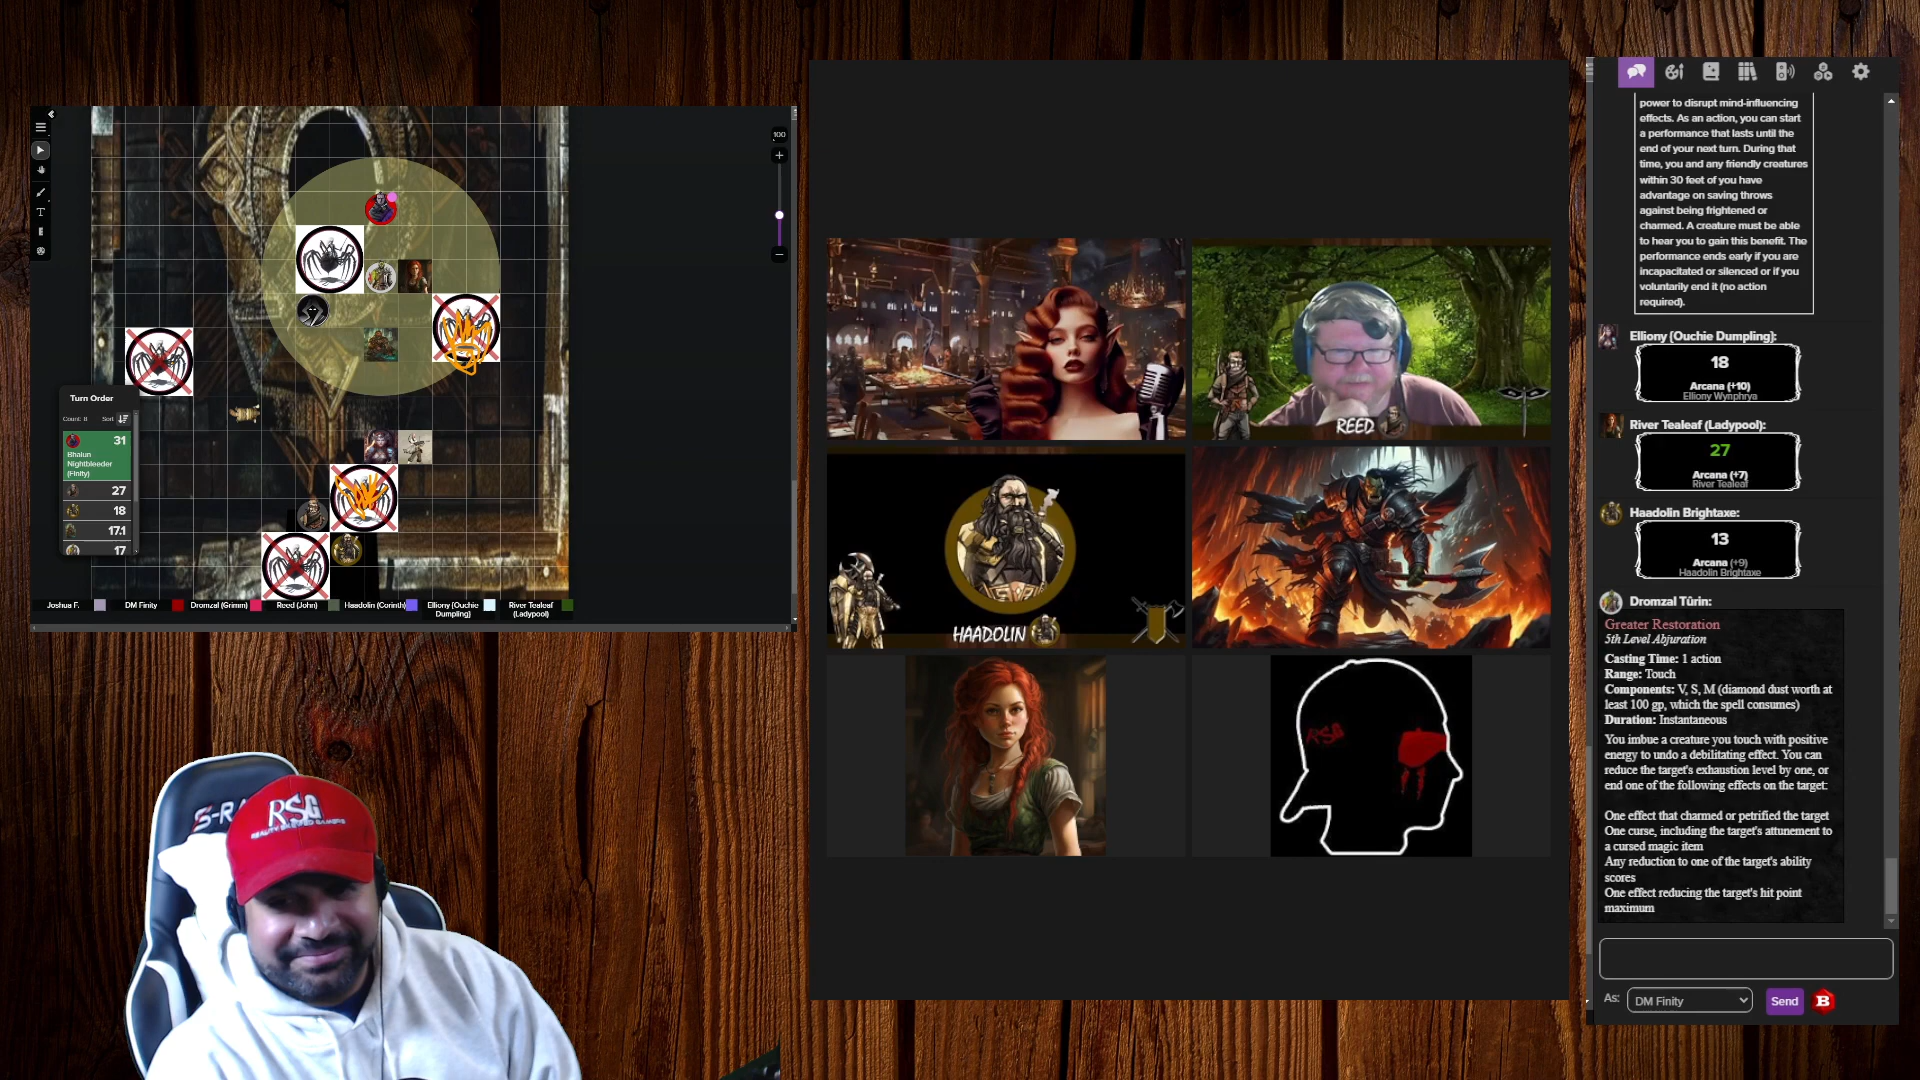 100
Turn Order
Count: 8 Sort
31
Bhalun
Nightbleeder
(Finity)
27
18
17.1
17
Joshua F.
DM Finity
Dromzal (Grimm)
Reed (John)
Haadolin (Corinth)
Elliony (Ouchie
Dumpling)
River Tealeaf
(Ladypool)
REED
HAADOLIN
RSG
S-RA
RSG
power to disrupt mind-influencing
effects. As an action, you can start
a performance that lasts until the
end of your next turn. During that
time, you and any friendly creatures
within 30 feet of you have
advantage on saving throws
against being frightened or
charmed. A creature must be able
to hear you to gain this benefit. The
performance ends early if you are
incapacitated or silenced or if you
voluntarily end it (no action
required).
Elliony (Ouchie Dumpling):
18
Arcana (+10)
Elliony Wynphrya
River Tealeaf (Ladypool):
27
Arcana (+7)
River Tealeaf
Haadolin Brightaxe:
13
Arcana (+9)
Haadolin Brightaxe
Dromzal Tûrin:
Greater Restoration
5th Level Abjuration
Casting Time: 1 action
Range: Touch
Components: V, S, M (diamond dust worth at
least 100 gp, which the spell consumes)
Duration: Instantaneous
You imbue a creature you touch with positive
energy to undo a debilitating effect. You can
reduce the target's exhaustion level by one, or
end one of the following effects on the target:
One effect that charmed or petrified the target
One curse, including the target's attunement to
a cursed magic item
Any reduction to one of the target's ability
scores
One effect reducing the target's hit point
maximum
As: DM Finity Send B